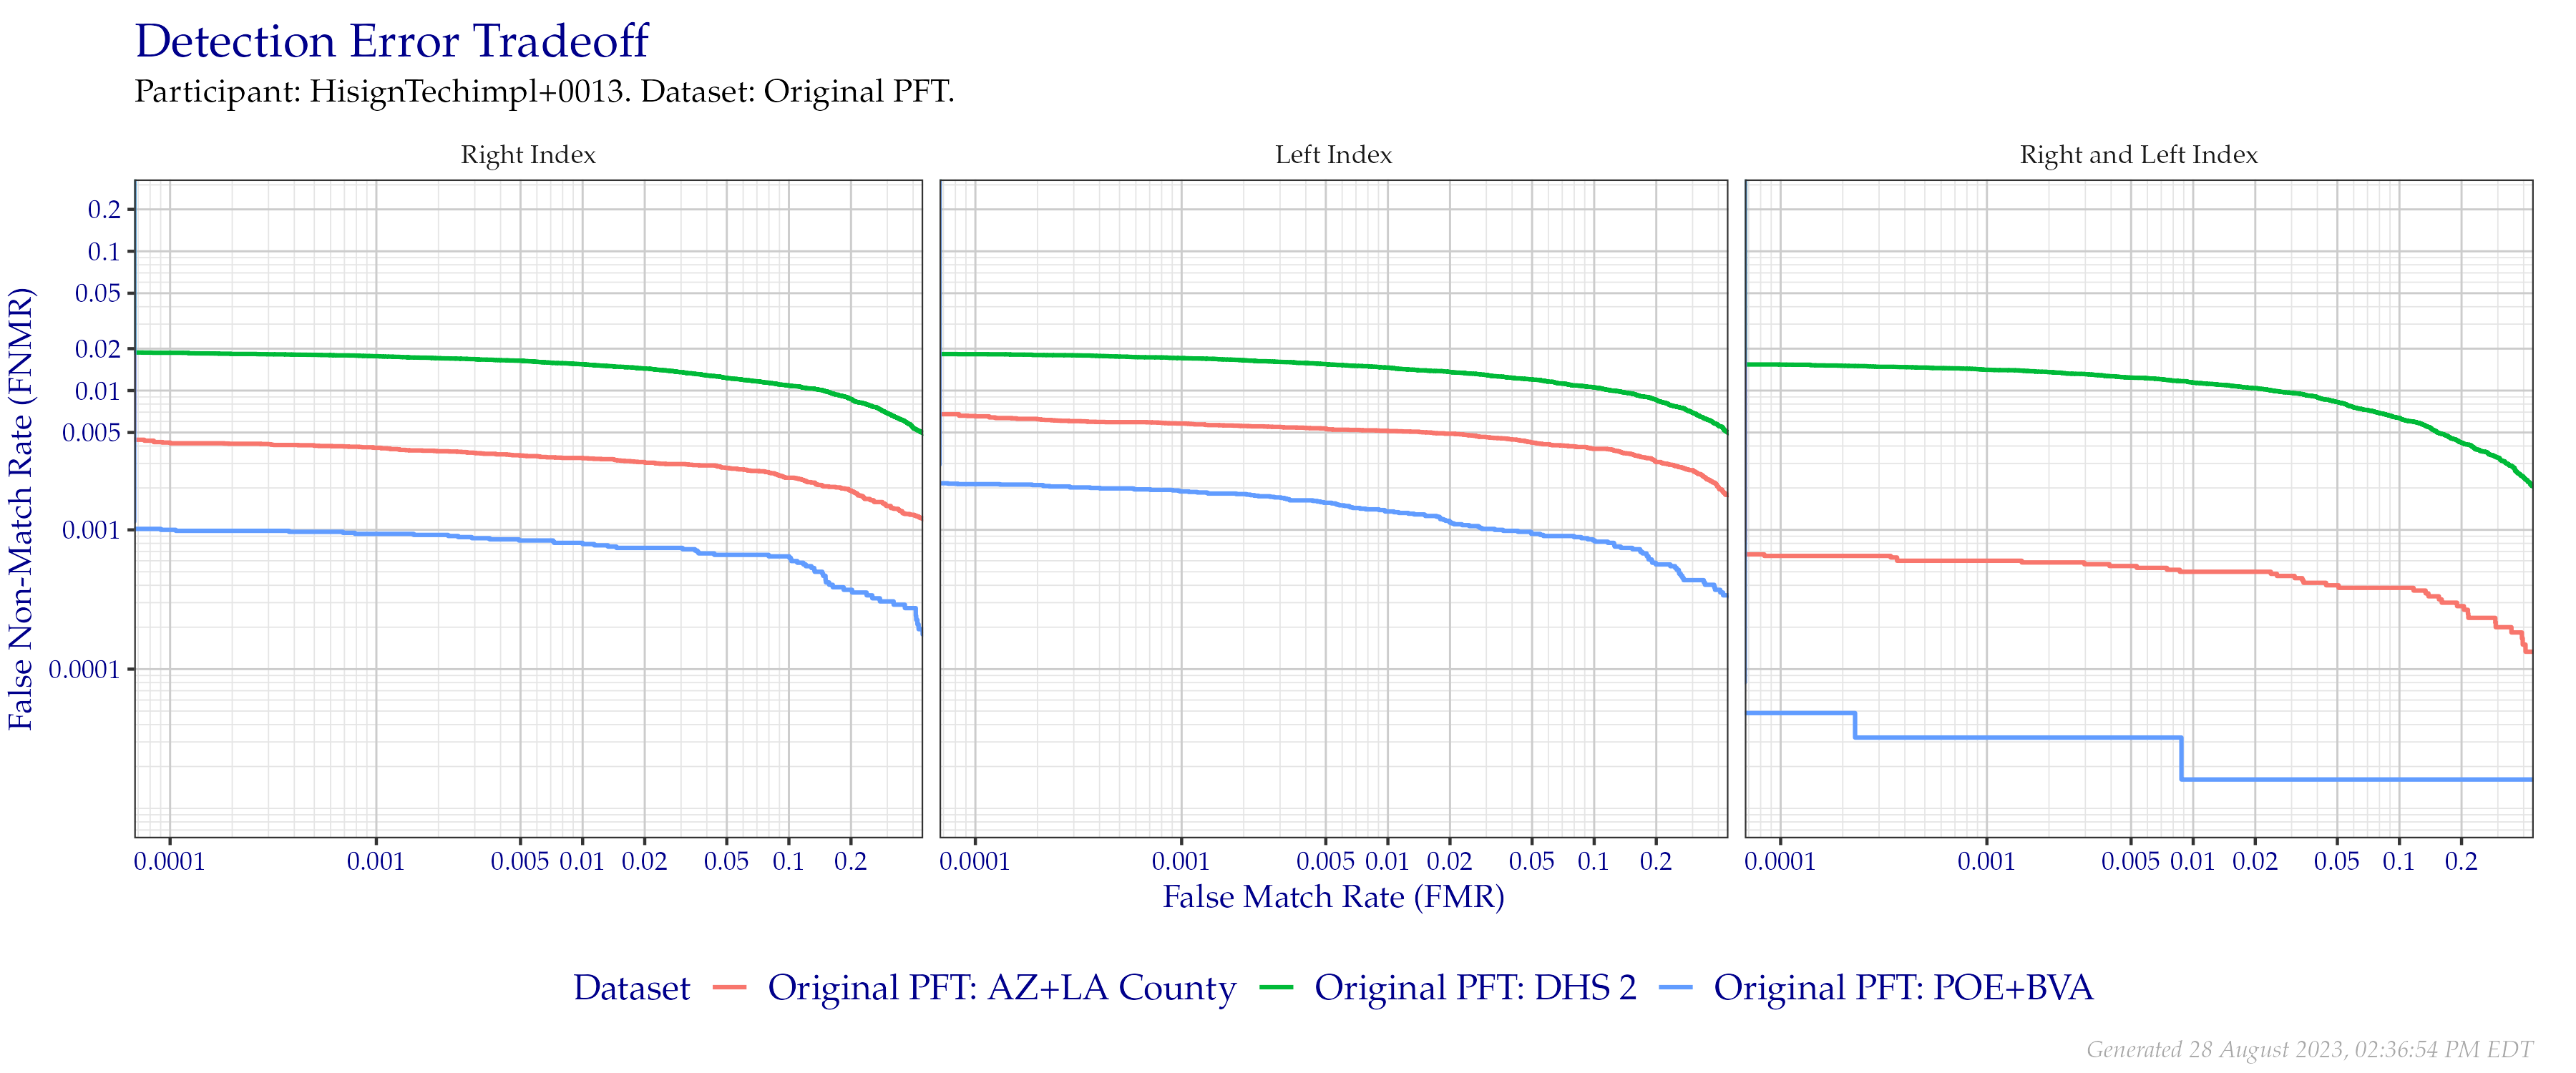 Detection Error Tradeoff
Participant: HisignTechimpl+0013. Dataset: Original PFT.
Right Index
Left Index
Right and Left Index
False Non-Match Rate (FNMR)
0.2
0.1
0.05
0.02
0.01
0.005
0.001
0.0001
0.0001 0.001 0.005 0.01 0.02 0.05 0.1 0.2
0.0001 0.001 0.005 0.01 0.02 0.05 0.1 0.2
0.0001 0.001 0.005 0.01 0.02 0.05 0.1 0.2
False Match Rate (FMR)
Dataset Original PFT: AZ+LA County Original PFT: DHS 2 Original PFT: POE+BVA
Generated 28 August 2023, 02:36:54 PM EDT